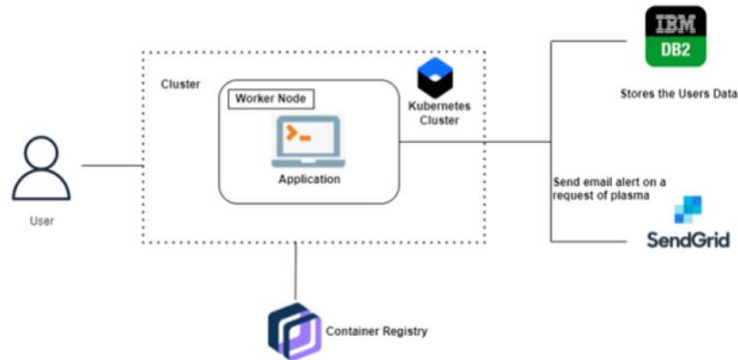 IBM
DB2
Stores the Users Data
Cluster
Kubernetes
Cluster
Worker Node
Application
User
Send email alert on a
request of plasma
SendGrid
Container Registry